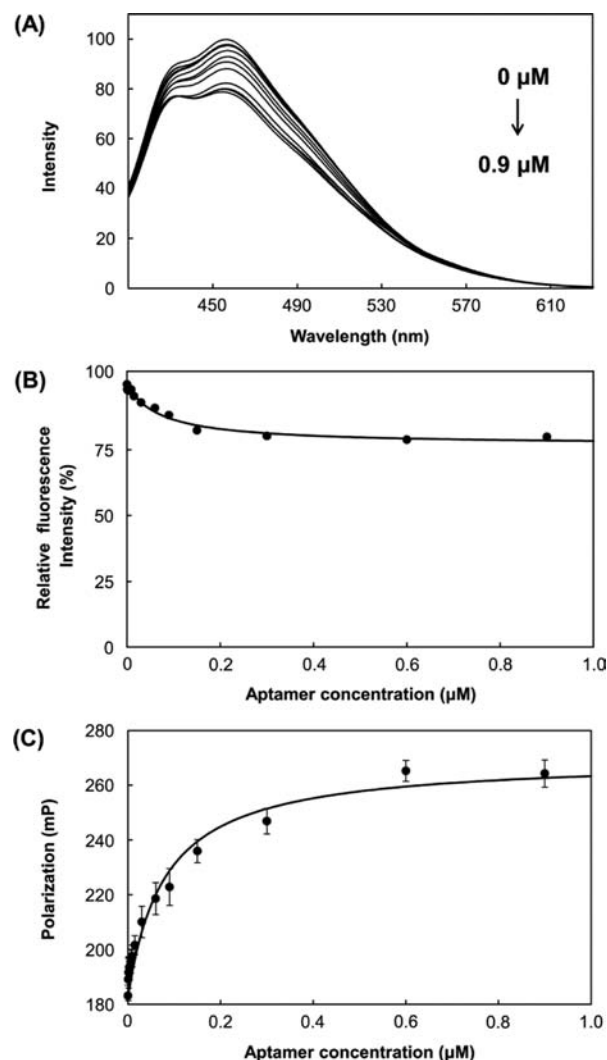 (A)
100
80
60
40
20
0
Intensity
0 µM
0.9 µM
450 490 530 570 610
Wavelength (nm)
(B)
100
75
50
25
0
Relative fluorescence
Intensity (%)
0 0.2 0.4 0.6 0.8 1.0
Aptamer concentration (µM)
(C)
280
260
240
220
200
180
Polarization (mP)
0 0.2 0.4 0.6 0.8 1.0
Aptamer concentration (µM)